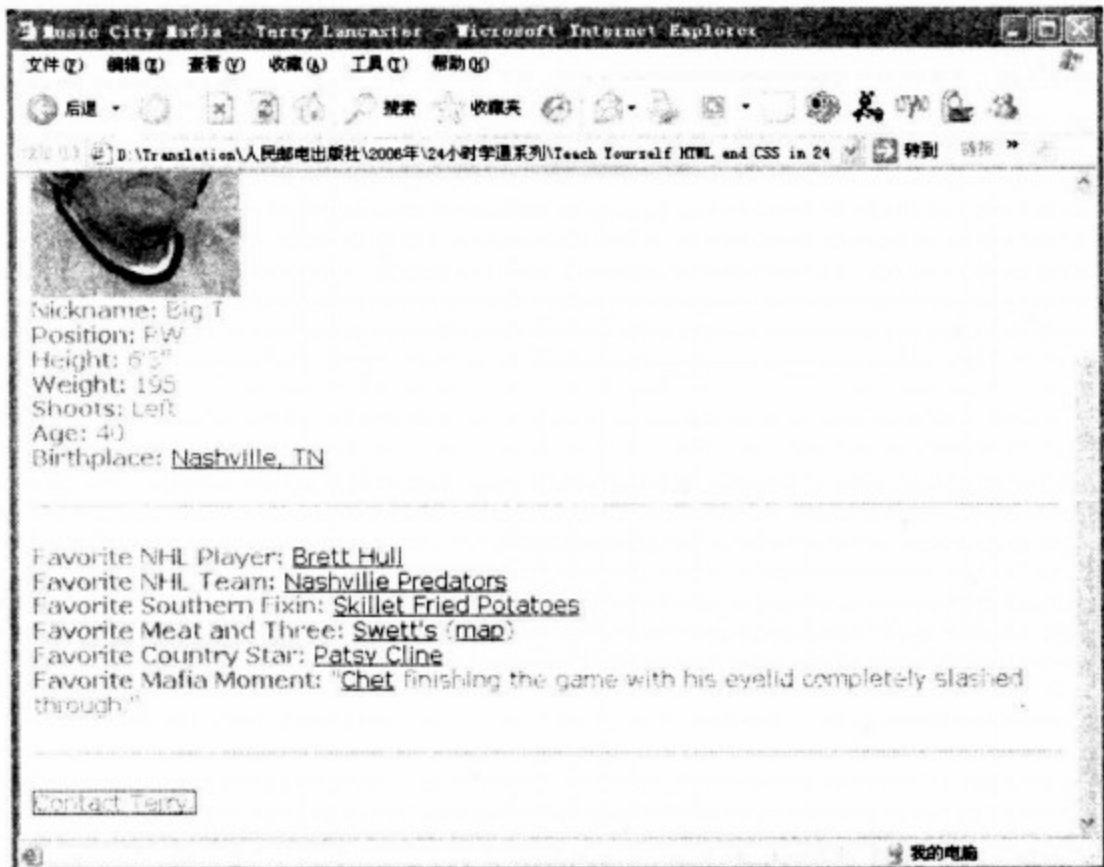 Music City Mafia - Terry Lancaster - Microsoft Internet Explorer
文件(F) 编辑(E) 查看(V) 收藏(A) 工具(T) 帮助(H)
后退 搜索 收藏夹
D:\Translation\人民邮电出版社\2006年\24小时学通系列\Teach Yourself HTML and CSS in 24 转到 链接 »
Nickname: Big T
Position: RW
Height: 6'3"
Weight: 195
Shoots: Left
Age: 40
Birthplace: Nashville, TN
Favorite NHL Player: Brett Hull
Favorite NHL Team: Nashville Predators
Favorite Southern Fixin: Skillet Fried Potatoes
Favorite Meat and Three: Swett's (map)
Favorite Country Star: Patsy Cline
Favorite Mafia Moment: "Chet finishing the game with his eyelid completely slashed
through."
Contact Terry.
我的电脑